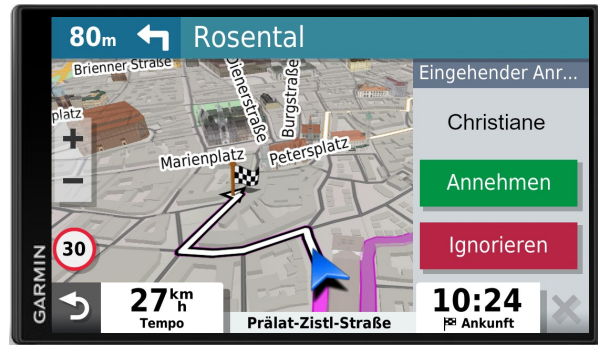 80m
Rosental
Eingehender Anr...
Christiane
Annehmen
Ignorieren
Brienner Straße
Dienerstraße
Burgstraße
platz
Marienplatz
Petersplatz
+
−
30
GARMIN
27 km/h
Tempo
Prälat-Zistl-Straße
10:24
Ankunft